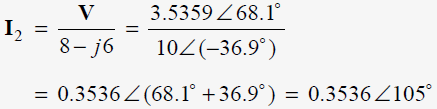 I₂ = V / (8 − j6) = 3.5359∠68.1° / 10∠(−36.9°)
= 0.3536∠(68.1° + 36.9°) = 0.3536∠105°